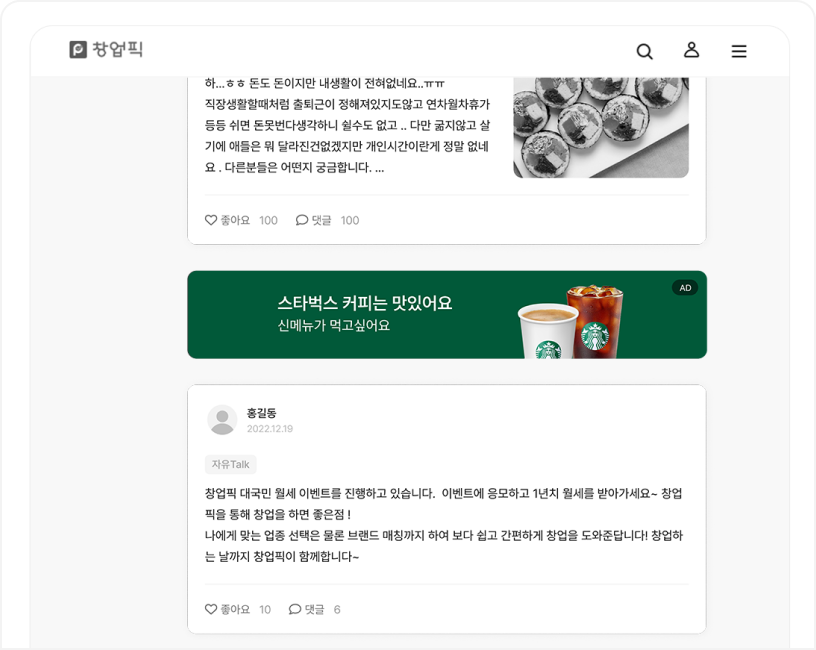 창업픽
하...ㅎㅎ 돈도 돈이지만 내생활이 전혀없네요..ㅠㅠ
직장생활할때처럼 출퇴근이 정해져있지도않고 연차월차휴가
등등 쉬면 돈못번다생각하니 쉴수도 없고 .. 다만 굶지않고 살
기에 애들은 뭐 달라진건없겠지만 개인시간이란게 정말 없네
요 . 다른분들은 어떤지 궁금합니다. ...
좋아요 100 댓글 100
AD
스타벅스 커피는 맛있어요
신메뉴가 먹고싶어요
홍길동
2022.12.19
자유Talk
창업픽 대국민 월세 이벤트를 진행하고 있습니다.  이벤트에 응모하고 1년치 월세를 받아가세요~ 창업
픽을 통해 창업을 하면 좋은점 !
나에게 맞는 업종 선택은 물론 브랜드 매칭까지 하여 보다 쉽고 간편하게 창업을 도와준답니다! 창업하
는 날까지 창업픽이 함께합니다~
좋아요 10 댓글 6